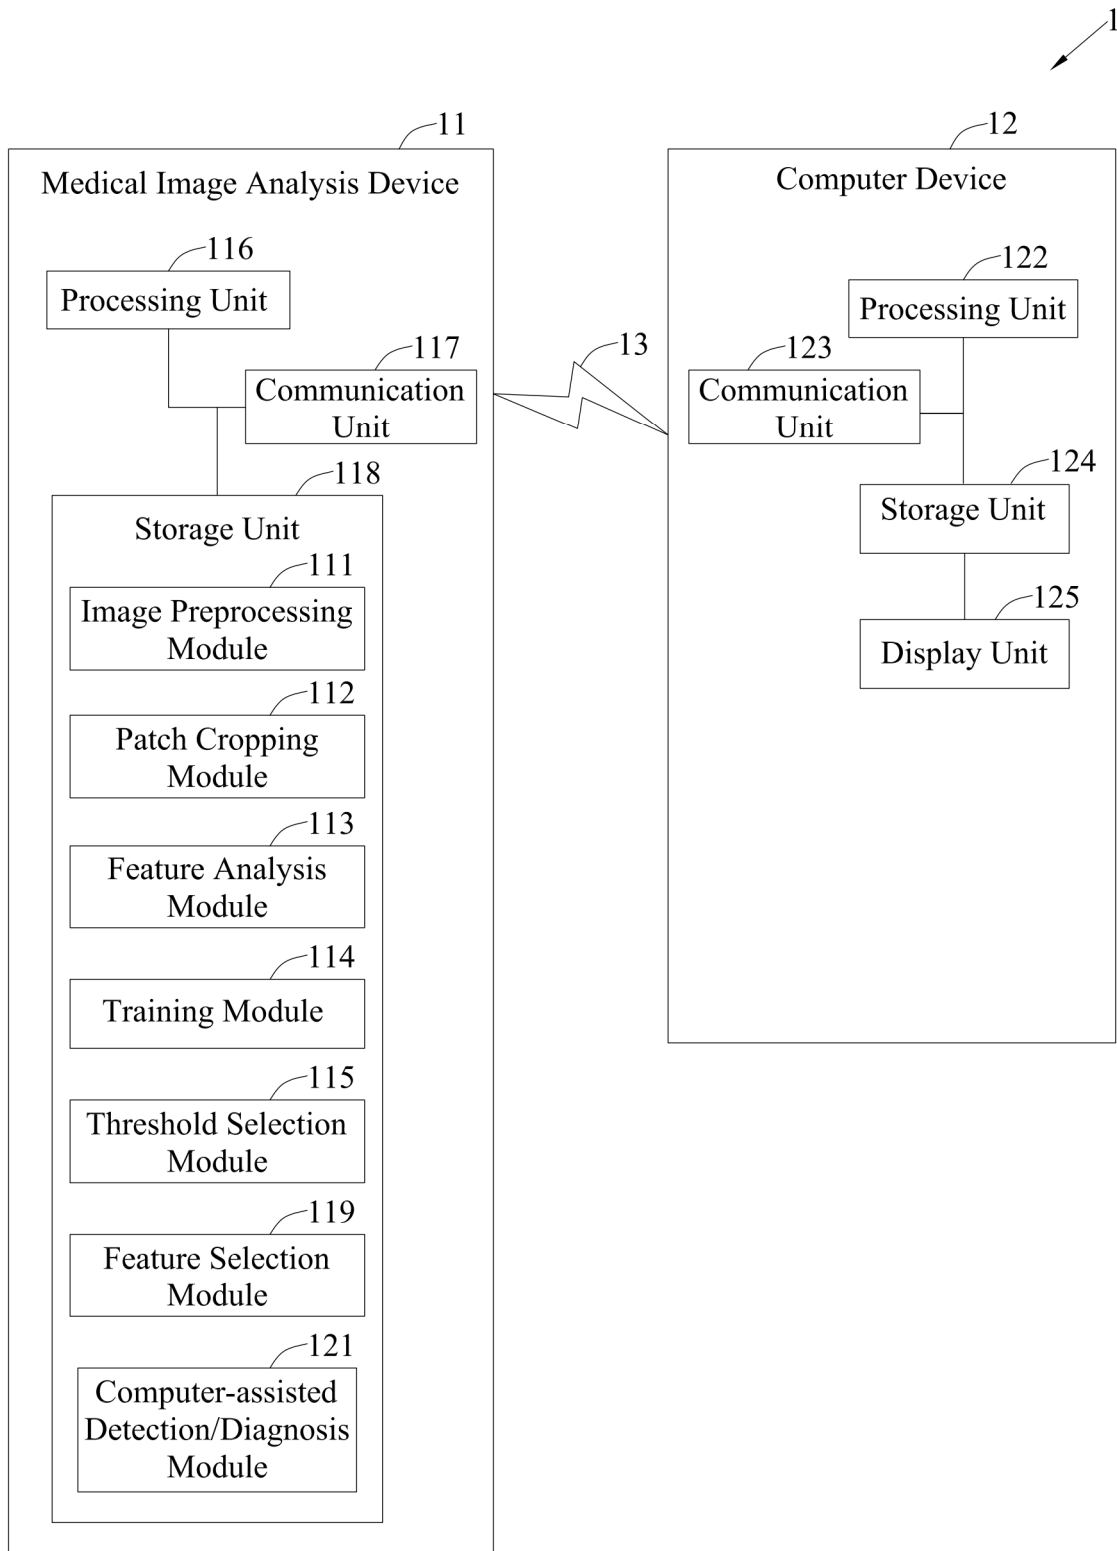 1
11
Medical Image Analysis Device
116
Processing Unit
117
Communication
Unit
118
Storage Unit
111
Image Preprocessing
Module
112
Patch Cropping
Module
113
Feature Analysis
Module
114
Training Module
115
Threshold Selection
Module
119
Feature Selection
Module
121
Computer-assisted
Detection/Diagnosis
Module
13
12
Computer Device
122
Processing Unit
123
Communication
Unit
124
Storage Unit
125
Display Unit